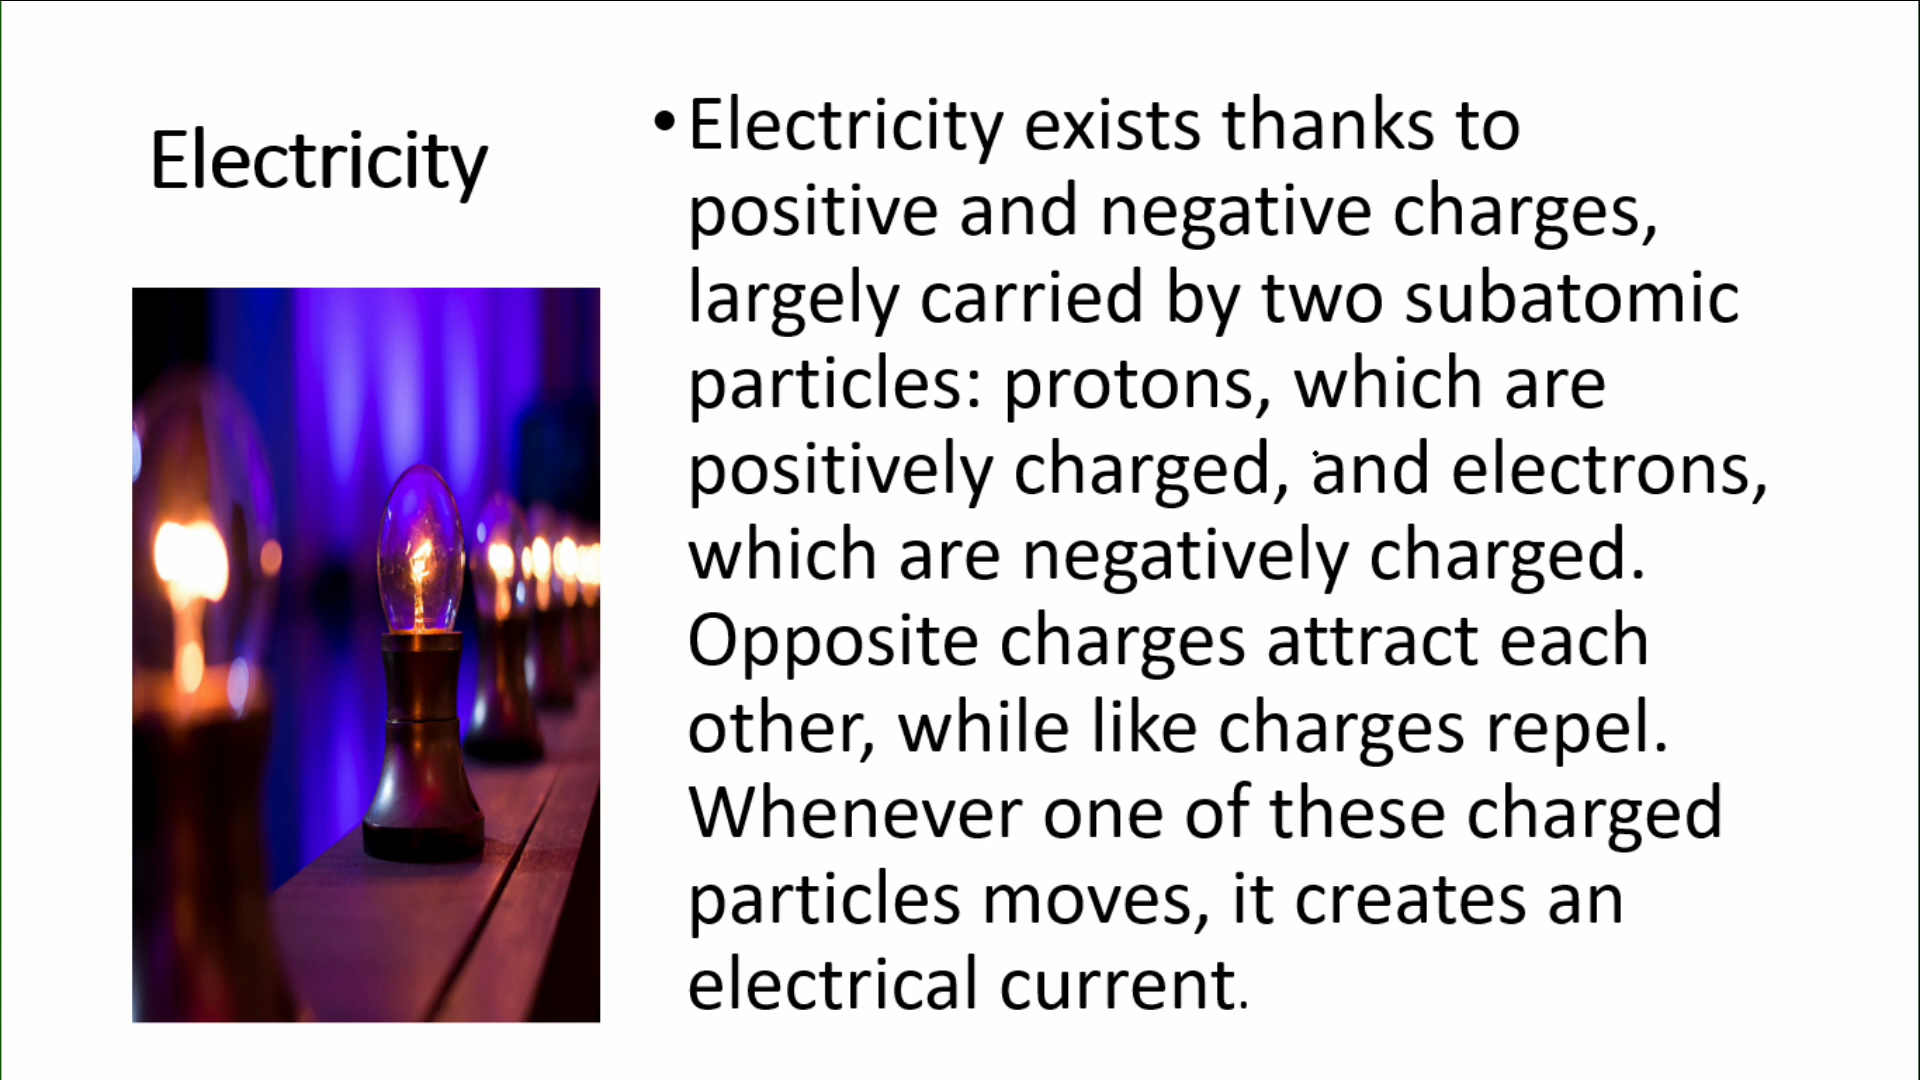 Electricity
•Electricity exists thanks to
positive and negative charges,
largely carried by two subatomic
particles: protons, which are
positively charged, and electrons,
which are negatively charged.
Opposite charges attract each
other, while like charges repel.
Whenever one of these charged
particles moves, it creates an
electrical current.